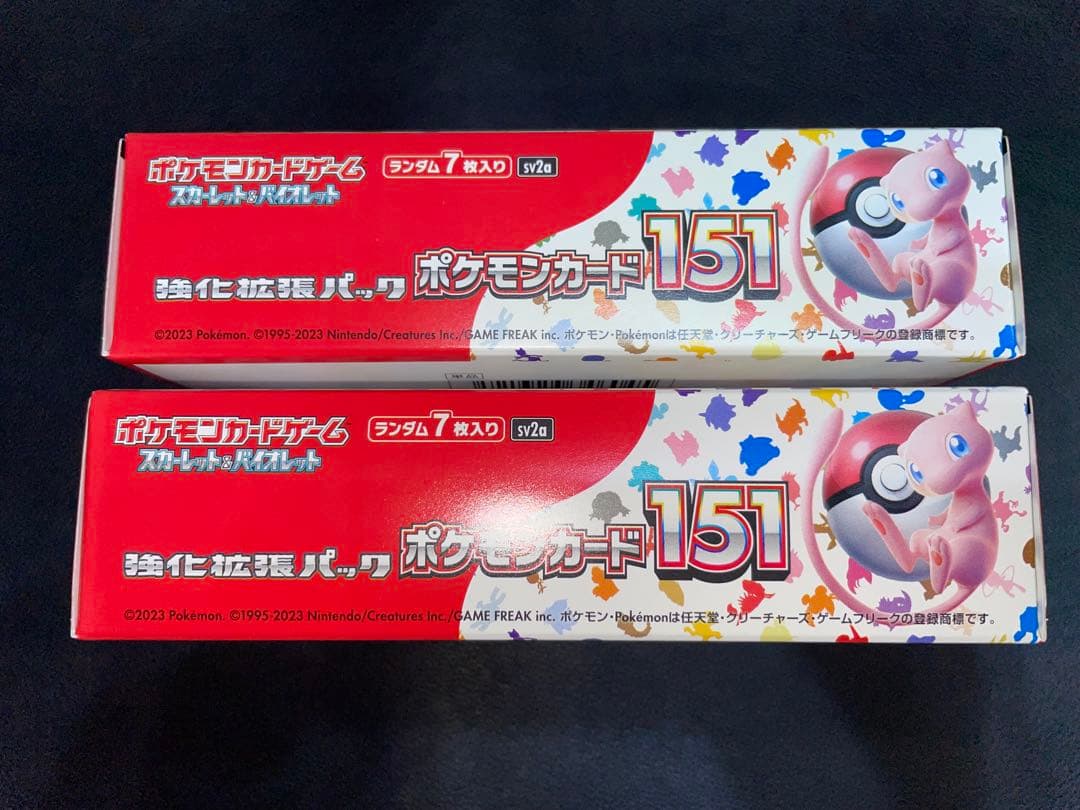 ポケモンカードゲーム
スカーレット&バイオレット
ランダム7枚入り sv2a
強化拡張パック ポケモンカード151
©2023 Pokémon. ©1995-2023 Nintendo/Creatures Inc./GAME FREAK inc. ポケモン・Pokémonは任天堂・クリーチャーズ・ゲームフリークの登録商標です。
ポケモンカードゲーム
スカーレット&バイオレット
ランダム7枚入り sv2a
強化拡張パック ポケモンカード151
©2023 Pokémon. ©1995-2023 Nintendo/Creatures Inc./GAME FREAK inc. ポケモン・Pokémonは任天堂・クリーチャーズ・ゲームフリークの登録商標です。